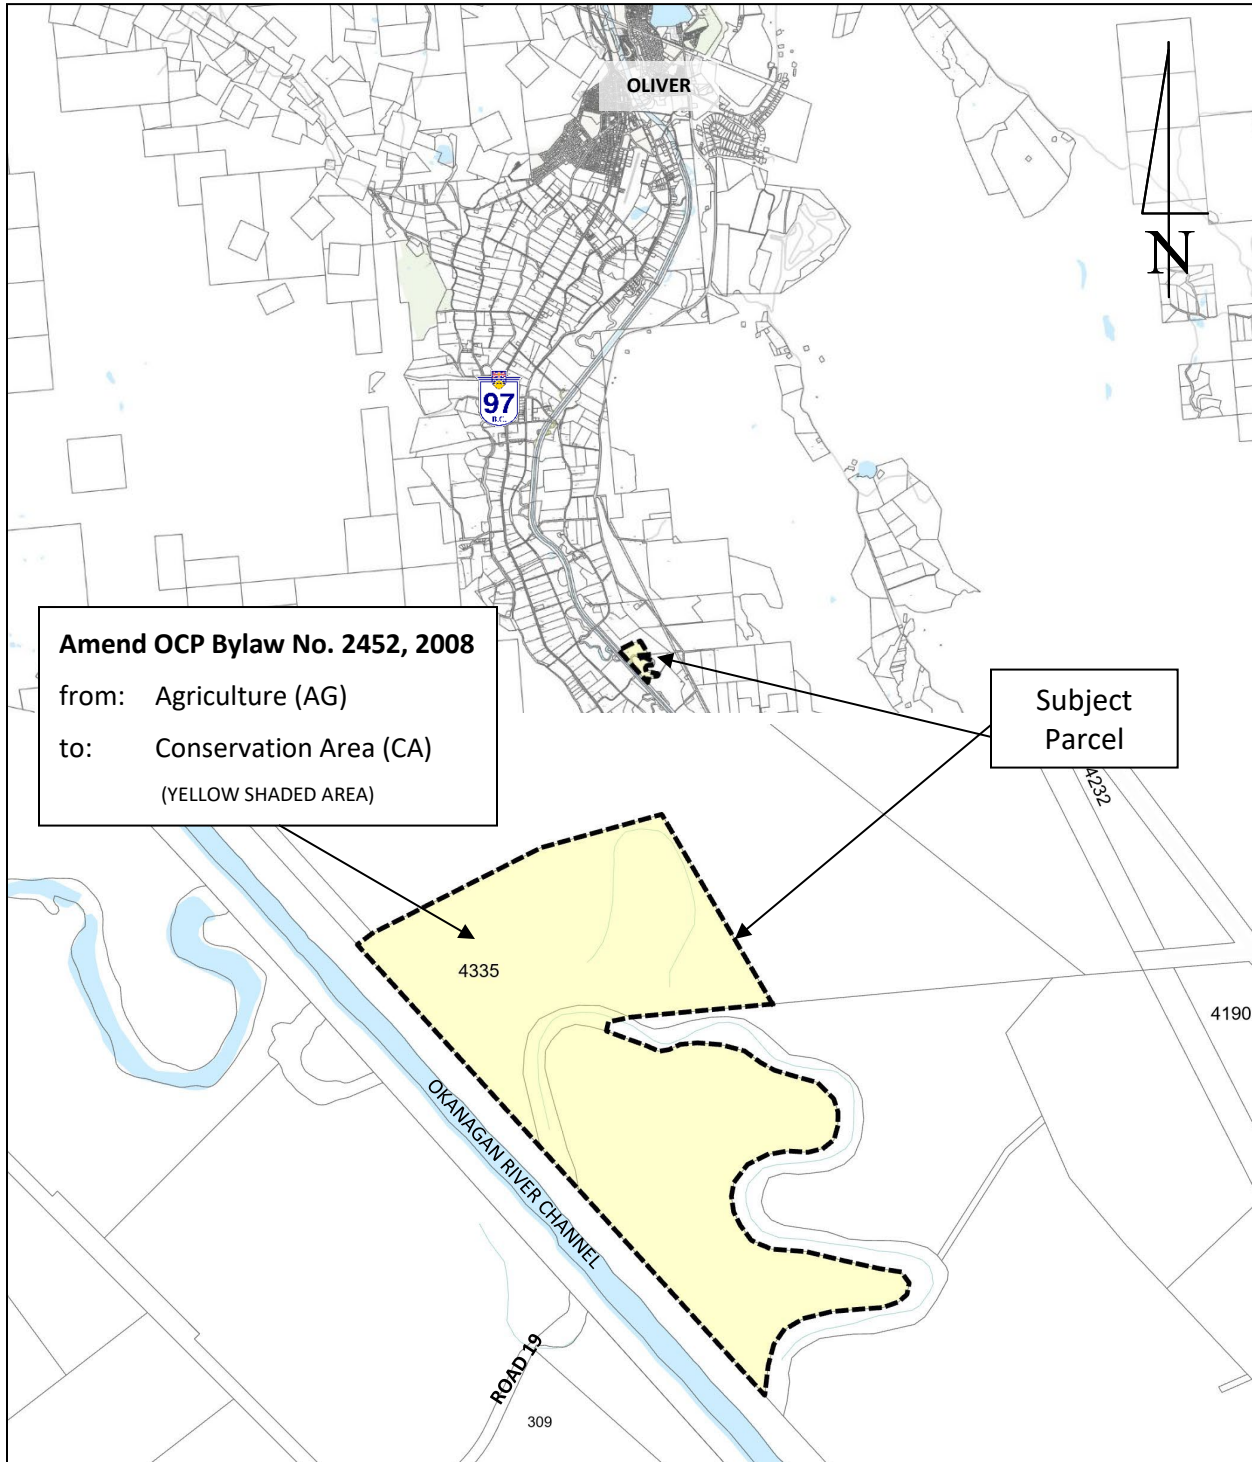 OLIVER
N
97
B.C.
Amend OCP Bylaw No. 2452, 2008
from: Agriculture (AG)
to: Conservation Area (CA)
(YELLOW SHADED AREA)
Subject
Parcel
4232
4335
4190
OKANAGAN RIVER CHANNEL
ROAD 19
309